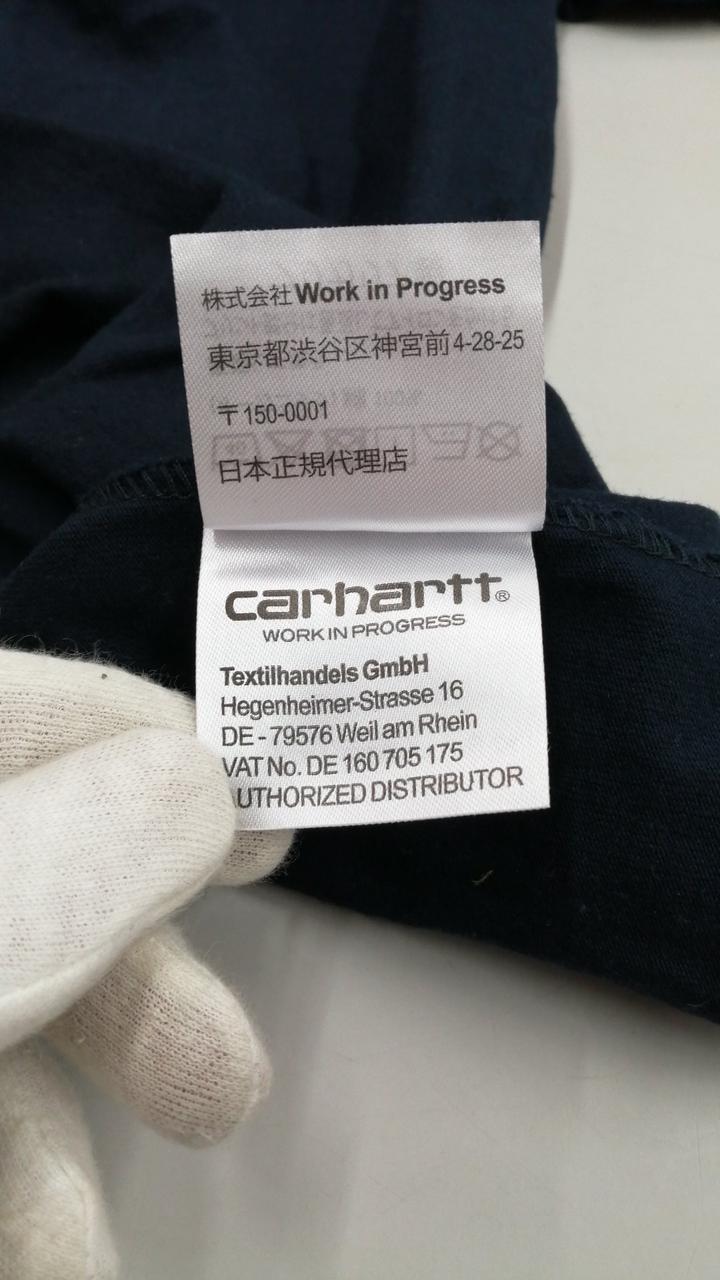 株式会社Work in Progress
東京都渋谷区神宮前4-28-25
〒150-0001
日本正規代理店
carhartt®
WORK IN PROGRESS
Textilhandels GmbH
Hegenheimer-Strasse 16
DE - 79576 Weil am Rhein
VAT No. DE 160 705 175
AUTHORIZED DISTRIBUTOR